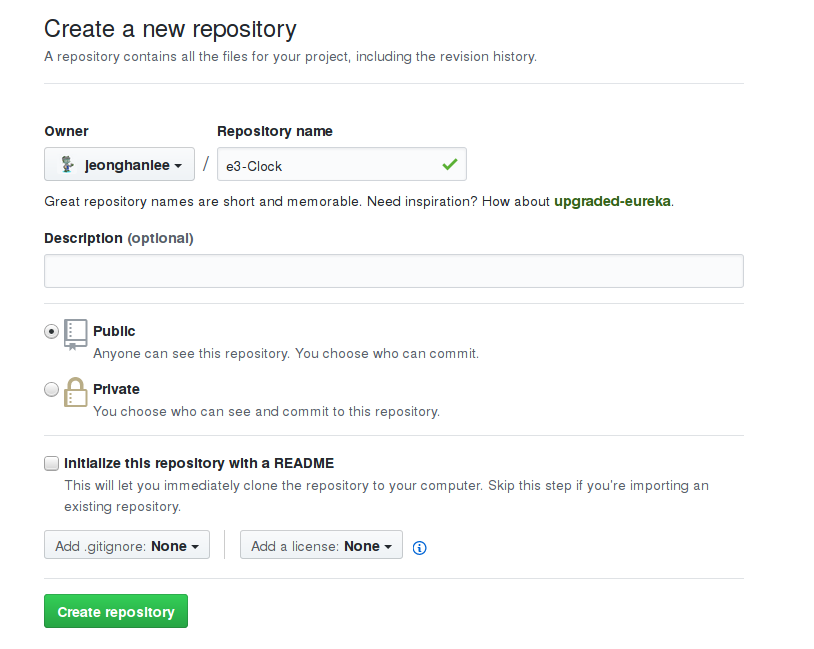 Create a new repository
A repository contains all the files for your project, including the revision history.
Owner
Repository name
jeonghanlee / e3-Clock
Great repository names are short and memorable. Need inspiration? How about upgraded-eureka.
Description (optional)
Public
Anyone can see this repository. You choose who can commit.
Private
You choose who can see and commit to this repository.
Initialize this repository with a README
This will let you immediately clone the repository to your computer. Skip this step if you're importing an
existing repository.
Add .gitignore: None
Add a license: None
Create repository